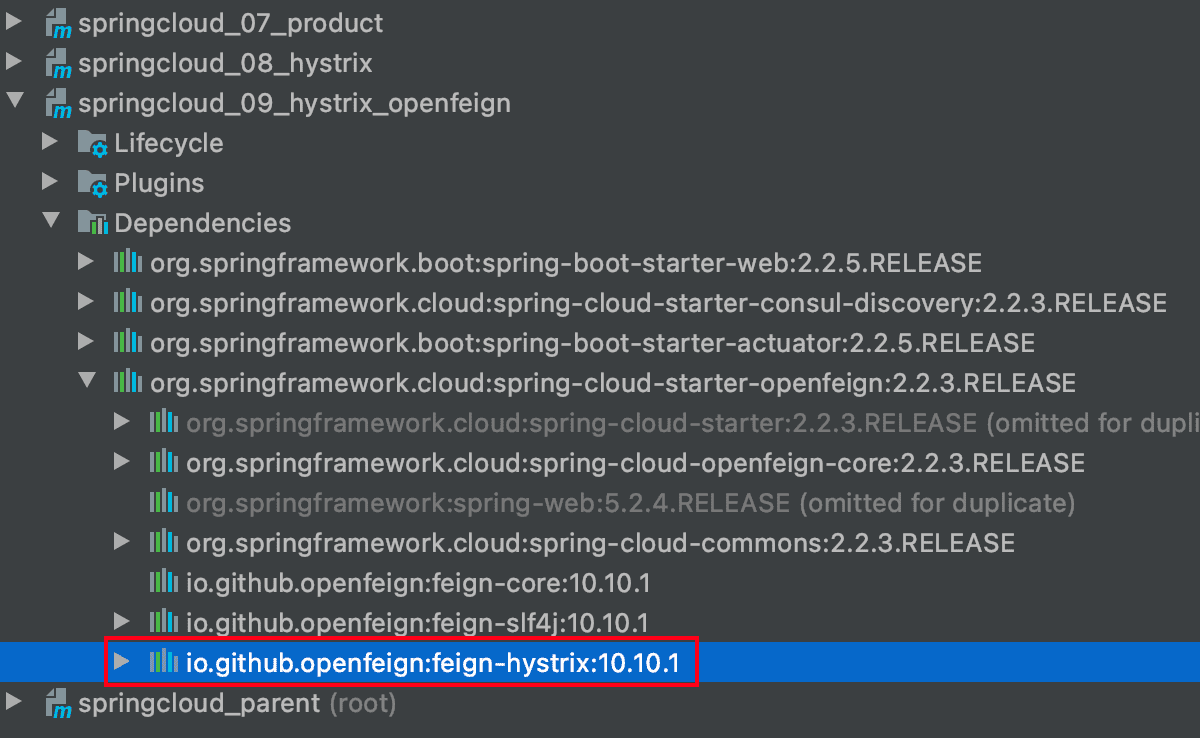 springcloud_07_product
springcloud_08_hystrix
springcloud_09_hystrix_openfeign
Lifecycle
Plugins
Dependencies
org.springframework.boot:spring-boot-starter-web:2.2.5.RELEASE
org.springframework.cloud:spring-cloud-starter-consul-discovery:2.2.3.RELEASE
org.springframework.boot:spring-boot-starter-actuator:2.2.5.RELEASE
org.springframework.cloud:spring-cloud-starter-openfeign:2.2.3.RELEASE
org.springframework.cloud:spring-cloud-starter:2.2.3.RELEASE (omitted for dupli
org.springframework.cloud:spring-cloud-openfeign-core:2.2.3.RELEASE
org.springframework:spring-web:5.2.4.RELEASE (omitted for duplicate)
org.springframework.cloud:spring-cloud-commons:2.2.3.RELEASE
io.github.openfeign:feign-core:10.10.1
io.github.openfeign:feign-slf4j:10.10.1
io.github.openfeign:feign-hystrix:10.10.1
springcloud_parent (root)